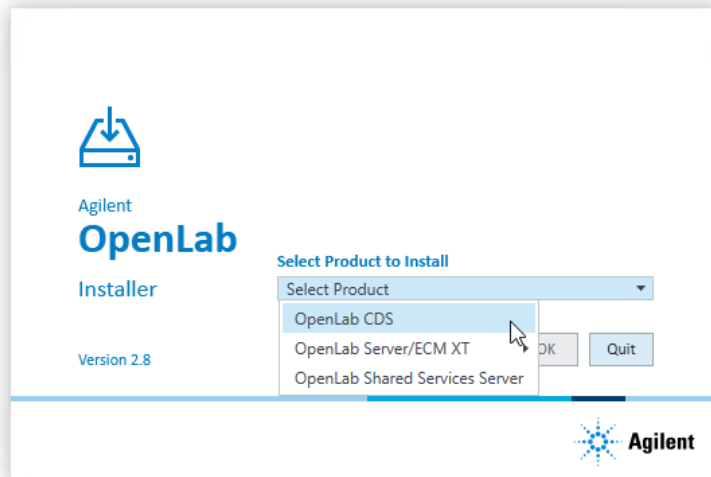 Agilent
OpenLab
Installer
Version 2.8
Select Product to Install
Select Product
OpenLab CDS
OpenLab Server/ECM XT
OpenLab Shared Services Server
OK
Quit
Agilent